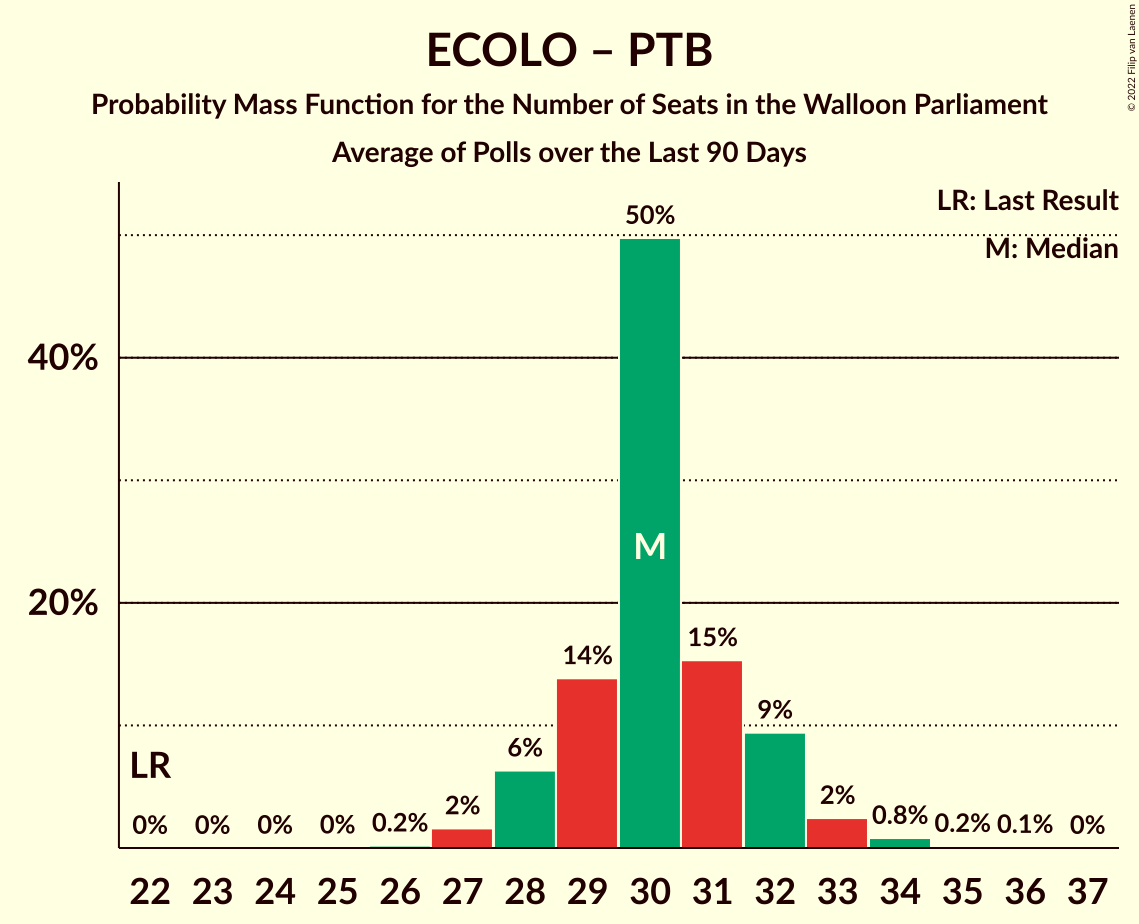 ECOLO – PTB
Probability Mass Function for the Number of Seats in the Walloon Parliament
Average of Polls over the Last 90 Days
© 2022 Filip van Laenen
LR: Last Result
M: Median
40%
20%
LR
M
0% 0% 0% 0% 0.2% 2% 6% 14% 50% 15% 9% 2% 0.8% 0.2% 0.1% 0%
22 23 24 25 26 27 28 29 30 31 32 33 34 35 36 37